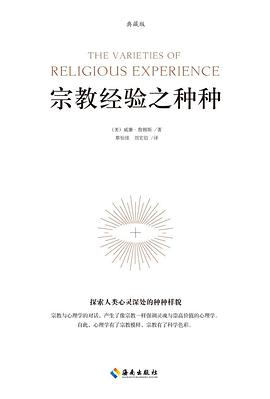 典藏版
THE VARIETIES OF
RELIGIOUS EXPERIENCE
宗教经验之种种
（美）威廉·詹姆斯／著
蔡怡佳 刘宏信／译
探索人类心灵深处的种种样貌
宗教与心理学的对话，产生了像宗教一样强调灵魂与崇高价值的心理学。
自此，心理学有了宗教模样，宗教有了科学色彩。
海南出版社